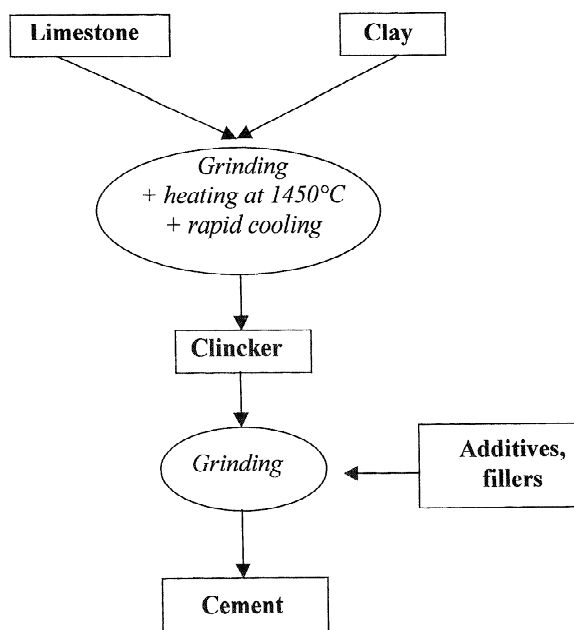 Limestone
Clay
Grinding
+ heating at 1450°C
+ rapid cooling
Clincker
Grinding
Additives,
fillers
Cement